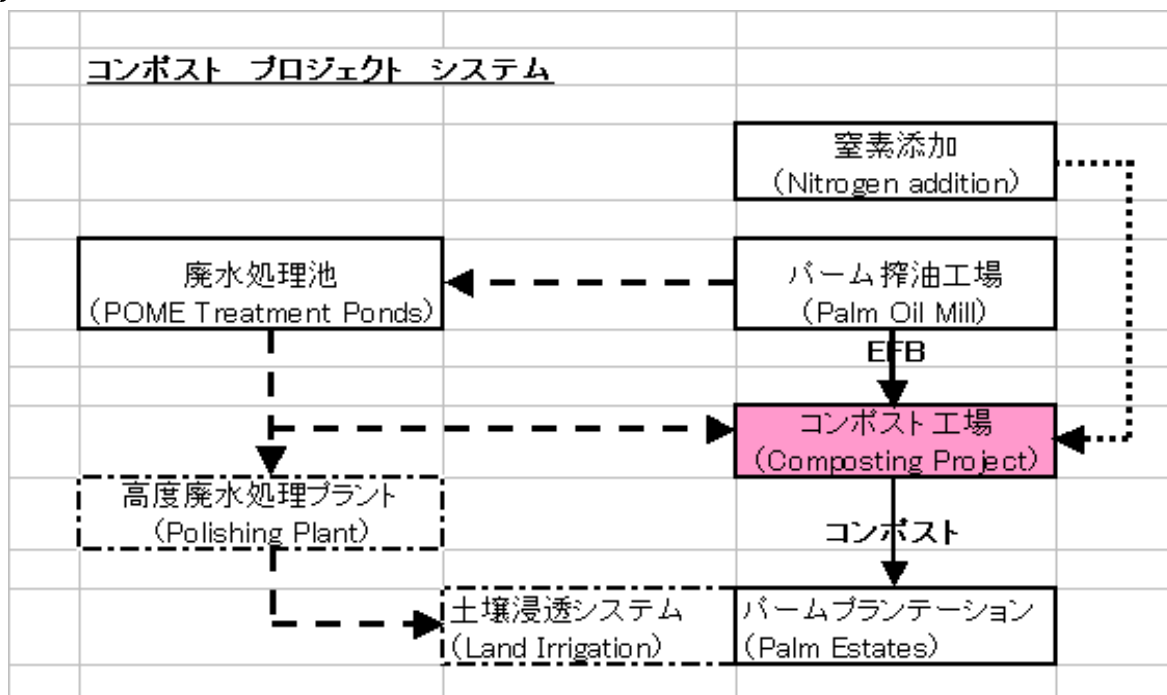 コンポスト プロジェクト システム
窒素添加
(Nitrogen addition)
廃水処理池
(POME Treatment Ponds)
パーム搾油工場
(Palm Oil Mill)
EFB
コンポスト工場
(Composting Project)
高度廃水処理プラント
(Polishing Plant)
コンポスト
土壌浸透システム
(Land Irrigation)
パームプランテーション
(Palm Estates)